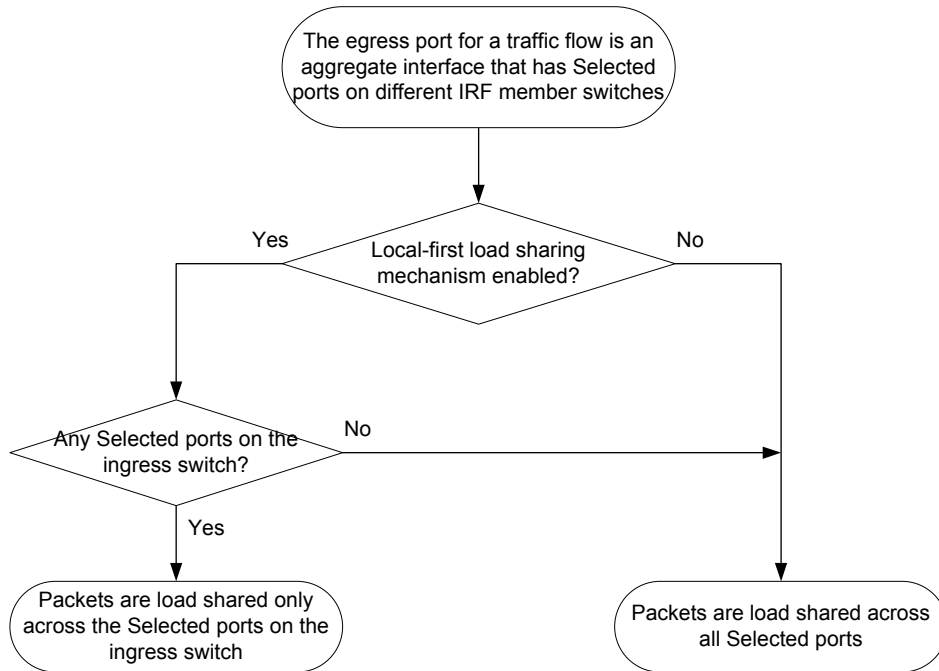 The egress port for a traffic flow is an
aggregate interface that has Selected
ports on different IRF member switches
Yes
No
Local-first load sharing
mechanism enabled?
Any Selected ports on the
ingress switch?
No
Yes
Packets are load shared only
across the Selected ports on the
ingress switch
Packets are load shared across
all Selected ports